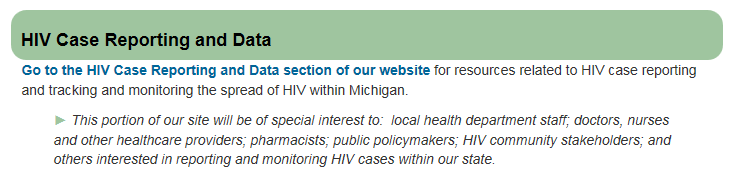 HIV Case Reporting and Data
Go to the HIV Case Reporting and Data section of our website for resources related to HIV case reporting
and tracking and monitoring the spread of HIV within Michigan.
► This portion of our site will be of special interest to:  local health department staff; doctors, nurses
and other healthcare providers; pharmacists; public policymakers; HIV community stakeholders; and
others interested in reporting and monitoring HIV cases within our state.